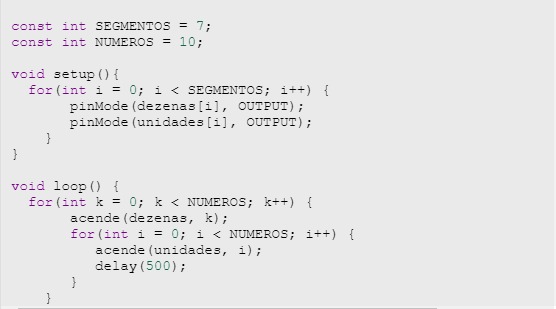 const int SEGMENTOS = 7;
const int NUMEROS = 10;
void setup(){
for(int i = 0; i < SEGMENTOS; i++) {
pinMode(dezenas[i], OUTPUT);
pinMode(unidades[i], OUTPUT);
}
}
void loop() {
for(int k = 0; k < NUMEROS; k++) {
acende(dezenas, k);
for(int i = 0; i < NUMEROS; i++) {
acende(unidades, i);
delay(500);
}
}